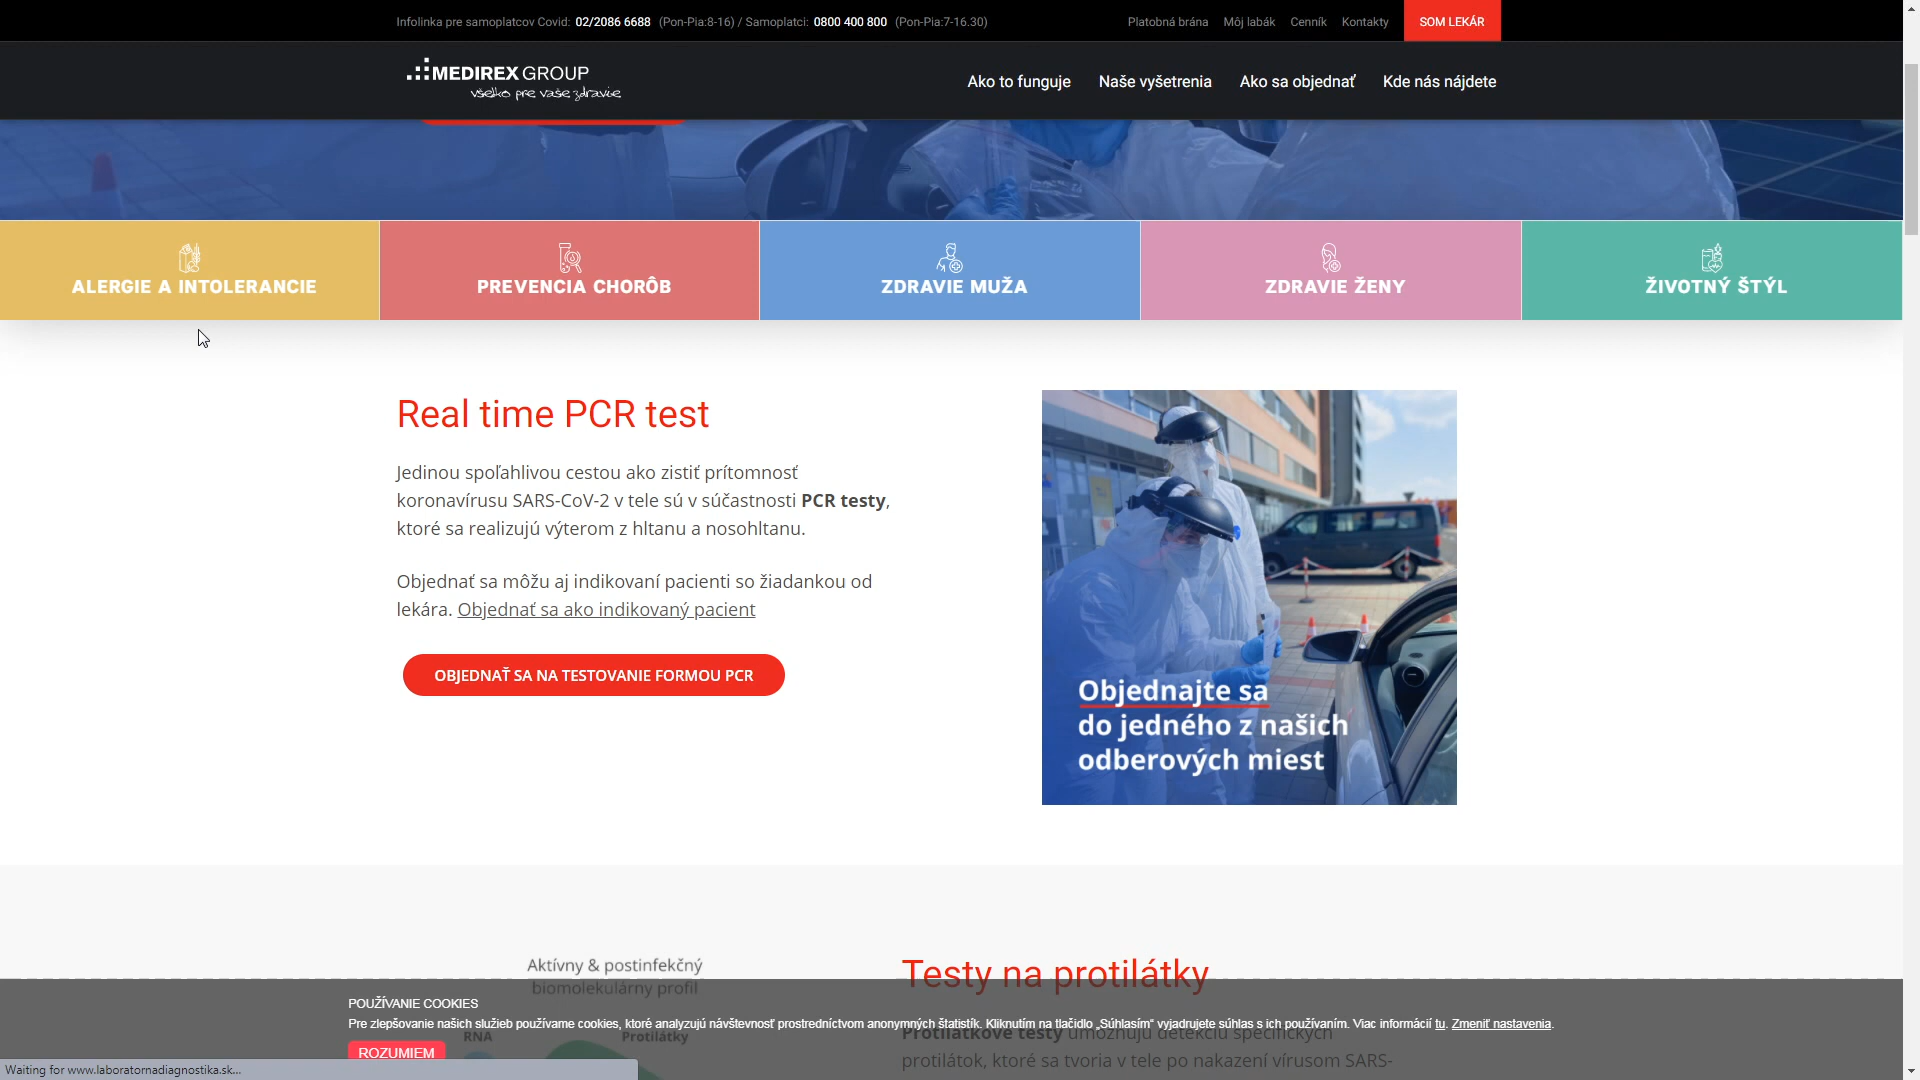 Infolinka pre samoplatcov Covid: 02/2086 6688 (Pon-Pia:8-16) / Samoplatci: 0800 400 800 (Pon-Pia:7-16.30)
Platobná brána Môj labák Cenník Kontakty SOM LEKÁR
MEDIREX GROUP
všetko pre vaše zdravie
Ako to funguje Naše vyšetrenia Ako sa objednať Kde nás nájdete
ALERGIE A INTOLERANCIE
PREVENCIA CHORÔB
ZDRAVIE MUŽA
ZDRAVIE ŽENY
ŽIVOTNÝ ŠTÝL
Real time PCR test
Jedinou spoľahlivou cestou ako zistiť prítomnosť
koronavírusu SARS-CoV-2 v tele sú v súčastnosti PCR testy,
ktoré sa realizujú výterom z hltanu a nosohltanu.
Objednať sa môžu aj indikovaní pacienti so žiadankou od
lekára. Objednať sa ako indikovaný pacient
OBJEDNAŤ SA NA TESTOVANIE FORMOU PCR
Objednajte sa
do jedného z našich
odberových miest
Aktívny & postinfekčný
biomolekulárny profil
RNA
Protilátky
Testy na protilátky
Protilátkové testy umožňujú detekciu špecifických
protilátok, ktoré sa tvoria v tele po nakazení vírusom SARS-
POUŽÍVANIE COOKIES
Pre zlepšovanie našich služieb používame cookies, ktoré analyzujú návštevnosť prostredníctvom anonymných štatistík. Kliknutím na tlačidlo „Súhlasím“ vyjadrujete súhlas s ich používaním. Viac informácií tu. Zmeniť nastavenia.
ROZUMIEM
Waiting for www.laboratornadiagnostika.sk...